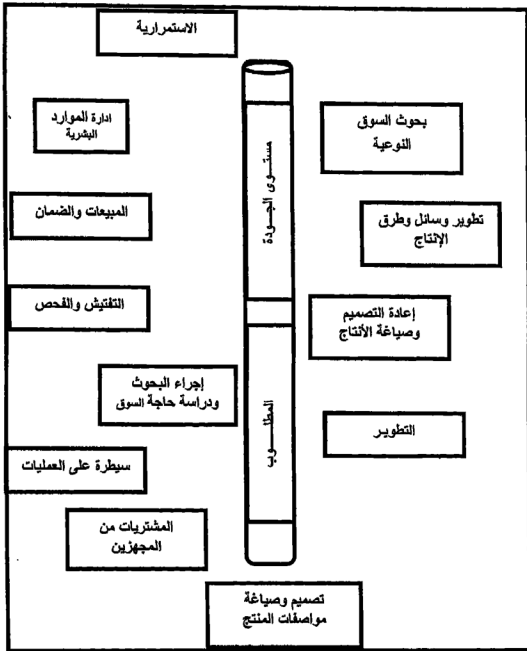 الاستمرارية
ادارة الموارد
البشرية
بحوث السوق
النوعية
مستوى الجودة
المبيعات والضمان
تطوير وسائل وطرق
الإنتاج
التفتيش والفحص
إعادة التصميم
وصياغة الأنتاج
إجراء البحوث
ودراسة حاجة السوق
المطلوب
التطوير
سيطرة على العمليات
المشتريات من
المجهزين
تصميم وصياغة
مواصفات المنتج